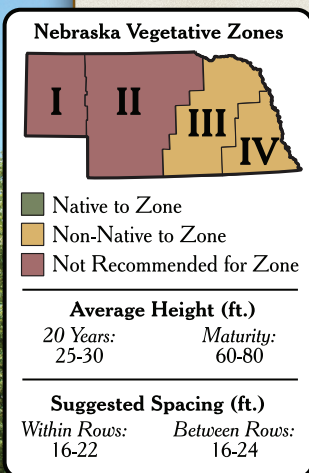 Nebraska Vegetative Zones
I II III IV
Native to Zone
Non-Native to Zone
Not Recommended for Zone
Average Height (ft.)
20 Years: Maturity:
25-30 60-80
Suggested Spacing (ft.)
Within Rows: Between Rows:
16-22 16-24